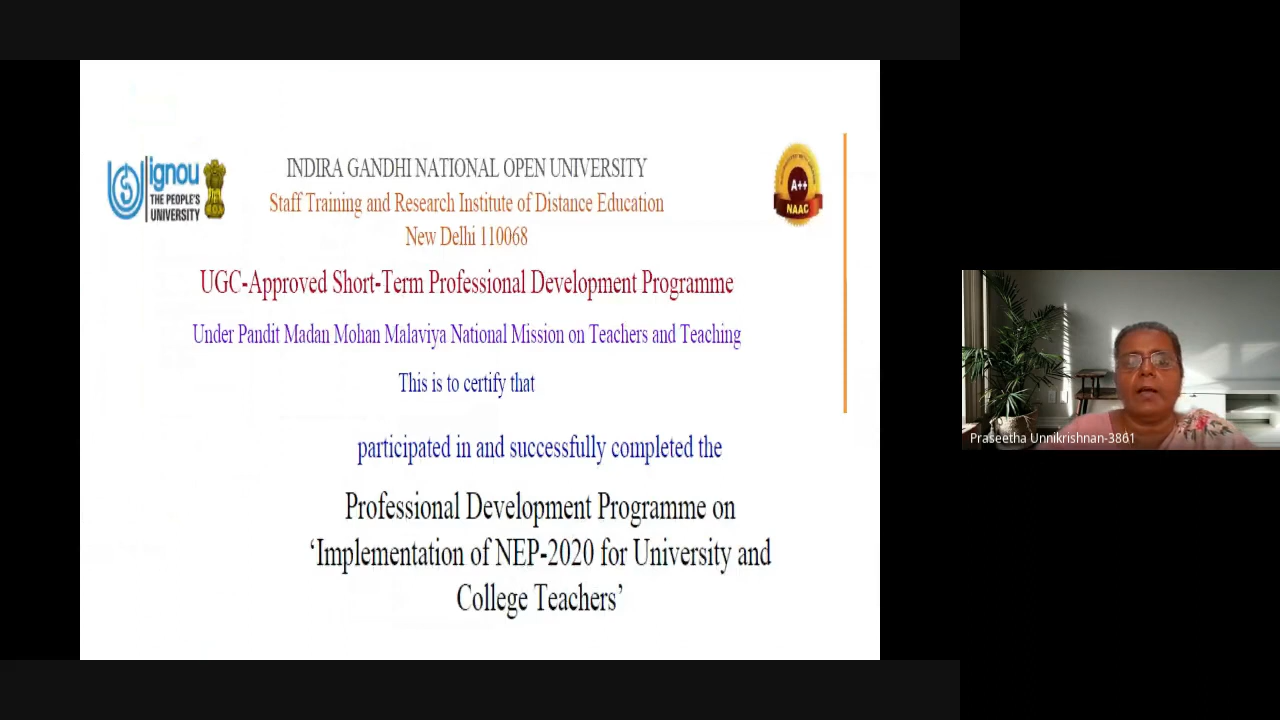 ignou
THE PEOPLE'S
UNIVERSITY
INDIRA GANDHI NATIONAL OPEN UNIVERSITY
Staff Training and Research Institute of Distance Education
New Delhi 110068
A++
NAAC
UGC-Approved Short-Term Professional Development Programme
Under Pandit Madan Mohan Malaviya National Mission on Teachers and Teaching
This is to certify that
participated in and successfully completed the
Professional Development Programme on
‘Implementation of NEP-2020 for University and
College Teachers’
Praseetha Unnikrishnan-3861